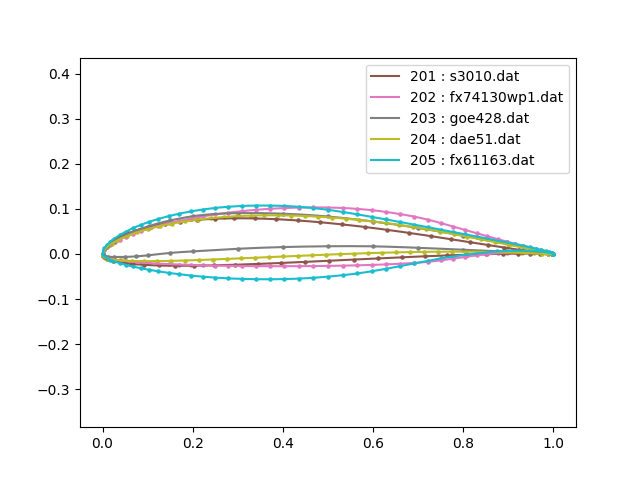 201 : s3010.dat
202 : fx74130wp1.dat
203 : goe428.dat
204 : dae51.dat
205 : fx61163.dat
0.4
0.3
0.2
0.1
0.0
−0.1
−0.2
−0.3
0.0 0.2 0.4 0.6 0.8 1.0